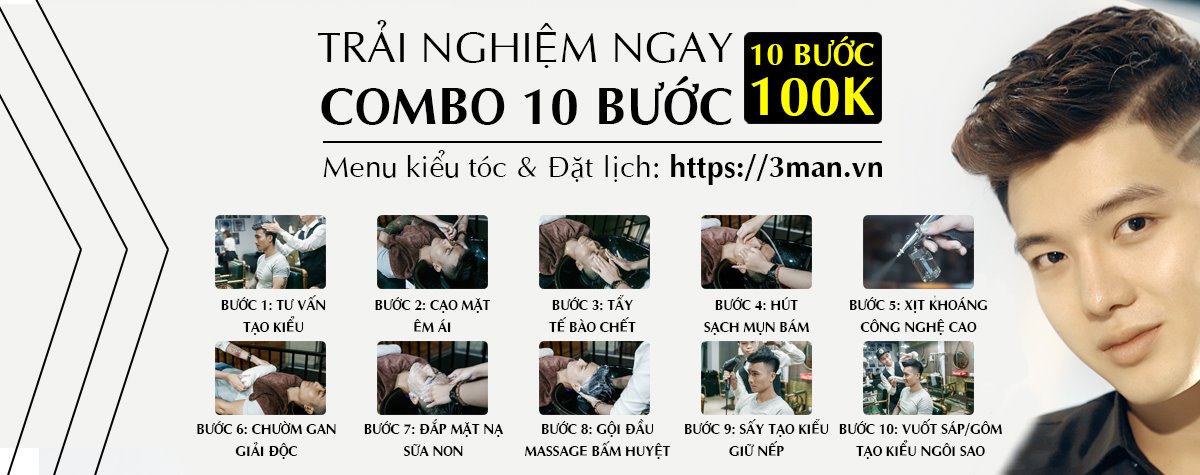 TRẢI NGHIỆM NGAY
COMBO 10 BƯỚC
10 BƯỚC
100K
Menu kiểu tóc & Đặt lịch: https://3man.vn
BƯỚC 1: TƯ VẤN
TẠO KIỂU
BƯỚC 2: CẠO MẶT
ÊM ÁI
BƯỚC 3: TẨY
TẾ BÀO CHẾT
BƯỚC 4: HÚT
SẠCH MỤN BÁM
BƯỚC 5: XỊT KHOÁNG
CÔNG NGHỆ CAO
BƯỚC 6: CHƯỜM GAN
GIẢI ĐỘC
BƯỚC 7: ĐẮP MẶT NẠ
SỮA NON
BƯỚC 8: GỘI ĐẦU
MASSAGE BẤM HUYỆT
BƯỚC 9: SẤY TẠO KIỂU
GIỮ NẾP
BƯỚC 10: VUỐT SÁP/GÔM
TẠO KIỂU NGÔI SAO